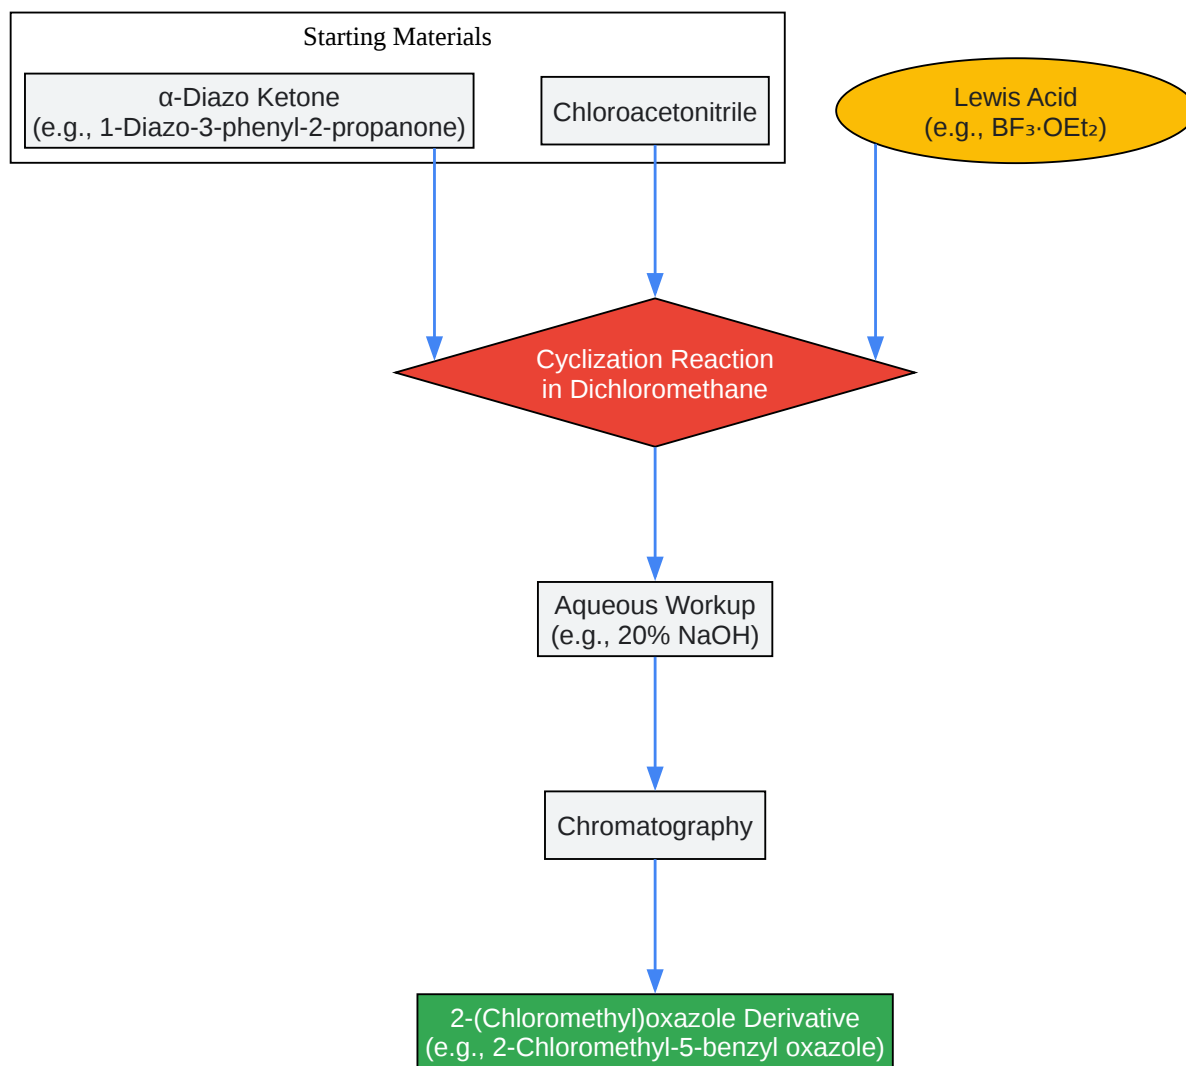 Starting Materials
α-Diazo Ketone
(e.g., 1-Diazo-3-phenyl-2-propanone)
Chloroacetonitrile
Lewis Acid
(e.g., BF₃·OEt₂)
Cyclization Reaction
in Dichloromethane
Aqueous Workup
(e.g., 20% NaOH)
Chromatography
2-(Chloromethyl)oxazole Derivative
(e.g., 2-Chloromethyl-5-benzyl oxazole)